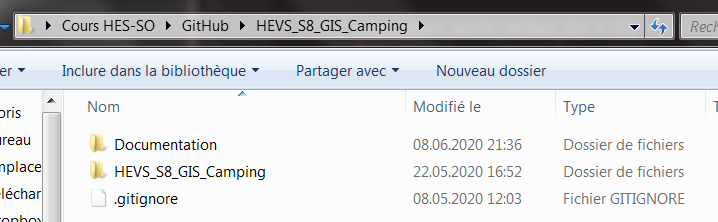 Cours HES-SO GitHub HEVS_S8_GIS_Camping Rech
er Inclure dans la bibliothèque Partager avec Nouveau dossier
Nom Modifié le Type T
oris
Documentation 08.06.2020 21:36 Dossier de fichiers
ureau
HEVS_S8_GIS_Camping 22.05.2020 16:52 Dossier de fichiers
mplace
.gitignore 08.05.2020 12:03 Fichier GITIGNORE
éléchar
ropbox